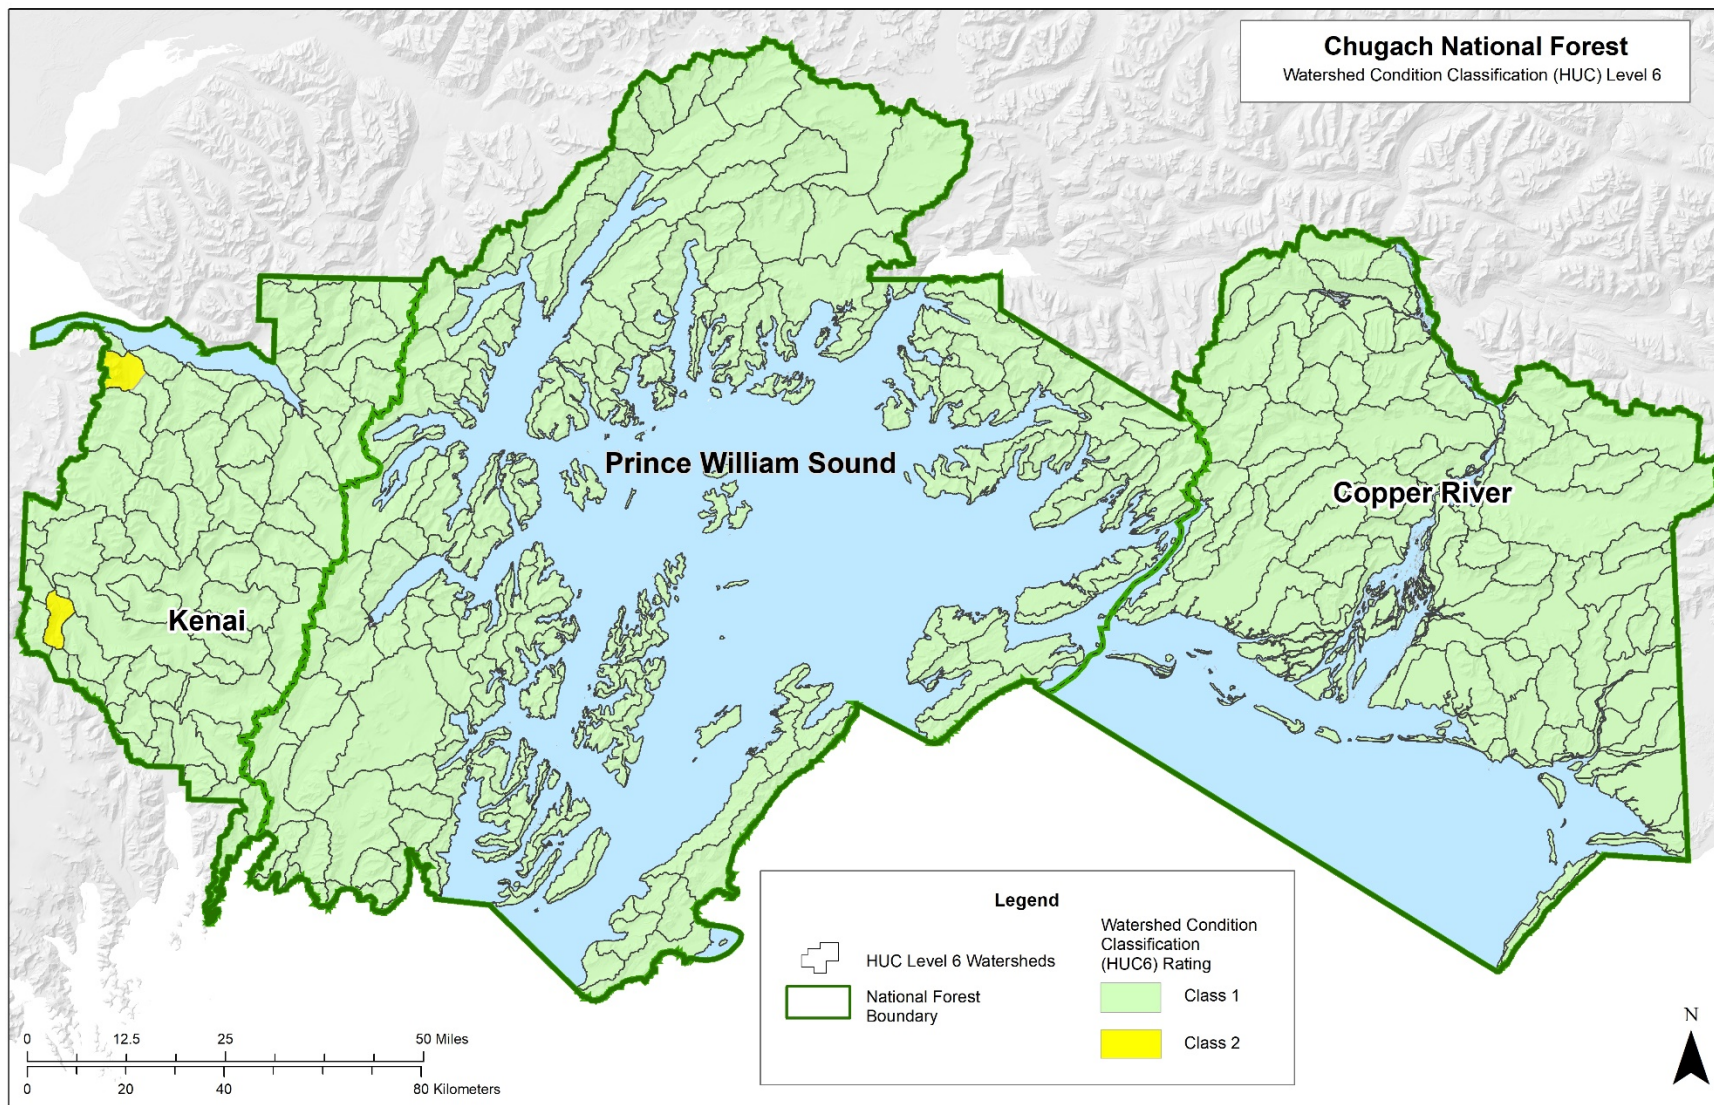 Chugach National Forest
Watershed Condition Classification (HUC) Level 6
Prince William Sound
Copper River
Kenai
Legend
HUC Level 6 Watersheds
National Forest
Boundary
Watershed Condition
Classification
(HUC6) Rating
Class 1
Class 2
0 12.5 25 50 Miles
0 20 40 80 Kilometers
N